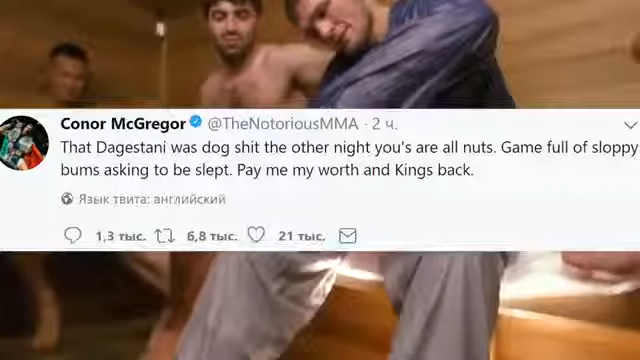 Conor McGregor @TheNotoriousMMA · 2 ч.
That Dagestani was dog shit the other night you's are all nuts. Game full of sloppy
bums asking to be slept. Pay me my worth and Kings back.
Язык твита: английский
1,3 тыс. 6,8 тыс. 21 тыс.